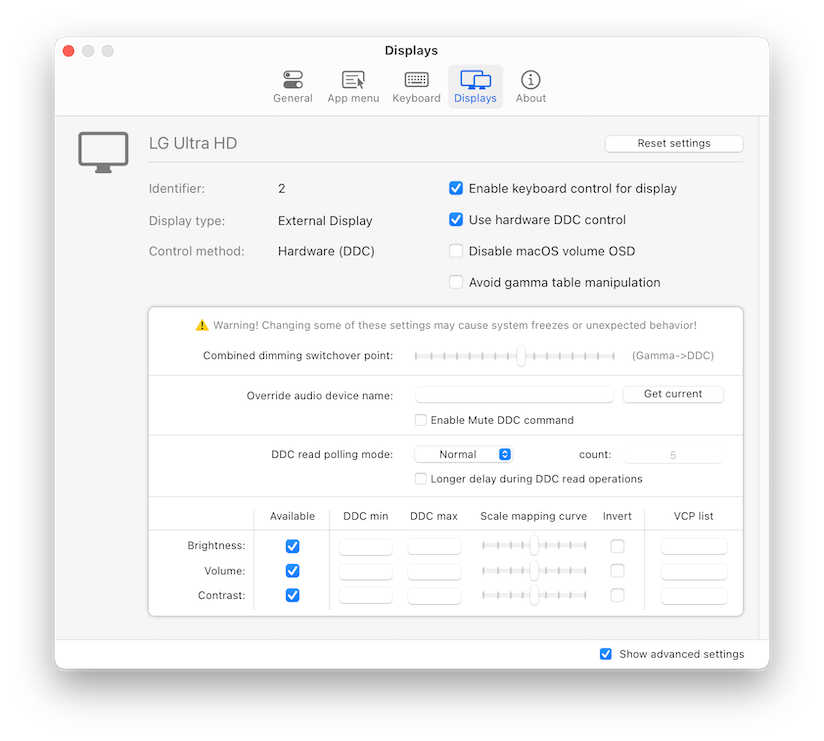 Displays
General App menu Keyboard Displays About
LG Ultra HD Reset settings
Identifier: 2 Enable keyboard control for display
Display type: External Display Use hardware DDC control
Control method: Hardware (DDC) Disable macOS volume OSD
Avoid gamma table manipulation
Warning! Changing some of these settings may cause system freezes or unexpected behavior!
Combined dimming switchover point: (Gamma->DDC)
Override audio device name: Get current
Enable Mute DDC command
DDC read polling mode: Normal count: 5
Longer delay during DDC read operations
Available DDC min DDC max Scale mapping curve Invert VCP list
Brightness:
Volume:
Contrast:
Show advanced settings